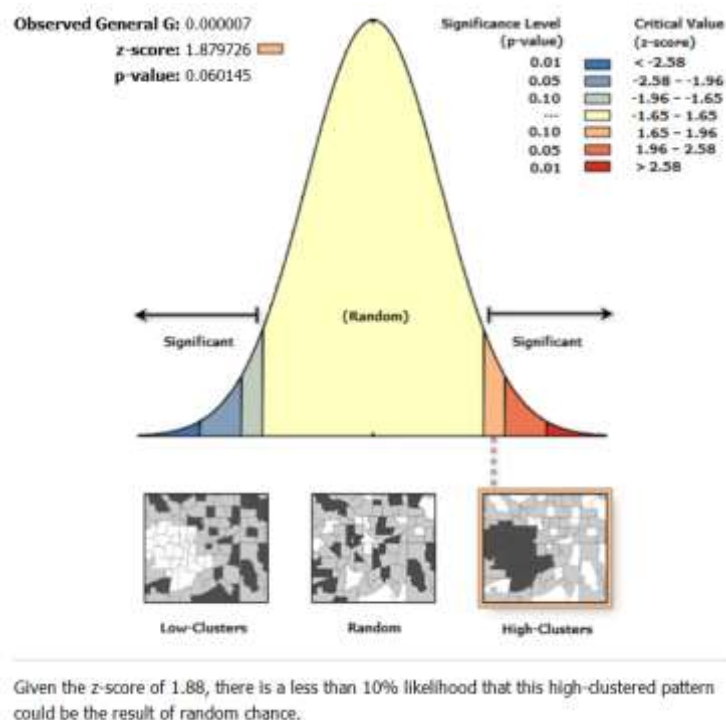 Observed General G: 0.000007
z-score: 1.879726
p-value: 0.060145
Significance Level
(p-value)
Critical Value
(z-score)
0.01 < -2.58
0.05 -2.58 - -1.96
0.10 -1.96 - -1.65
--- -1.65 - 1.65
0.10 1.65 - 1.96
0.05 1.96 - 2.58
0.01 > 2.58
(Random)
Significant
Significant
Low-Clusters
Random
High-Clusters
Given the z-score of 1.88, there is a less than 10% likelihood that this high-clustered pattern
could be the result of random chance.